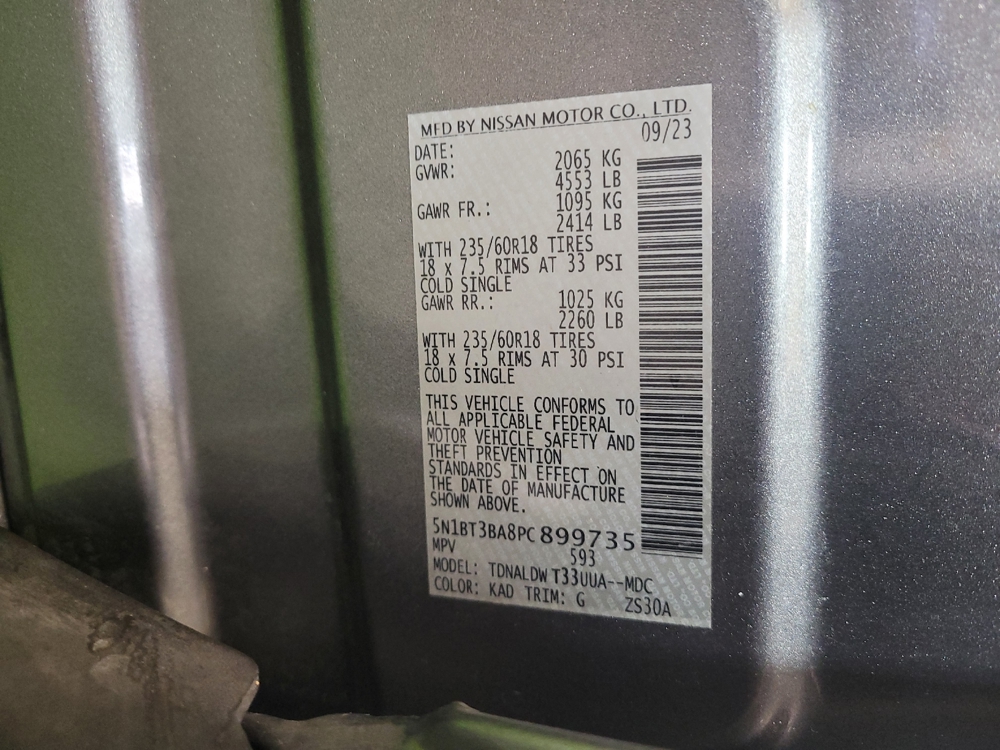 MFD BY NISSAN MOTOR CO., LTD.
DATE: 09/23
GVWR: 2065 KG
4553 LB
GAWR FR.: 1095 KG
2414 LB
WITH 235/60R18 TIRES
18 x 7.5 RIMS AT 33 PSI
COLD SINGLE
GAWR RR.: 1025 KG
2260 LB
WITH 235/60R18 TIRES
18 x 7.5 RIMS AT 30 PSI
COLD SINGLE
THIS VEHICLE CONFORMS TO
ALL APPLICABLE FEDERAL
MOTOR VEHICLE SAFETY AND
THEFT PREVENTION
STANDARDS IN EFFECT ON
THE DATE OF MANUFACTURE
SHOWN ABOVE.
5N1BT3BA8PC899735
MPV 593
MODEL: TDNALDWT33UUA--MDC
COLOR: KAD TRIM: G ZS30A